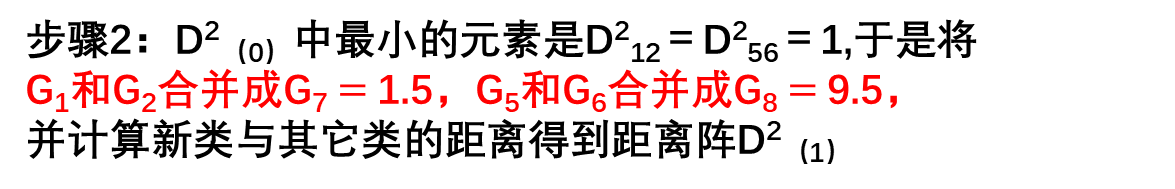 步骤2：D²₍₀₎中最小的元素是D²₁₂＝D²₅₆＝1,于是将
G₁和G₂合并成G₇＝1.5，G₅和G₆合并成G₈＝9.5，
并计算新类与其它类的距离得到距离阵D²₍₁₎